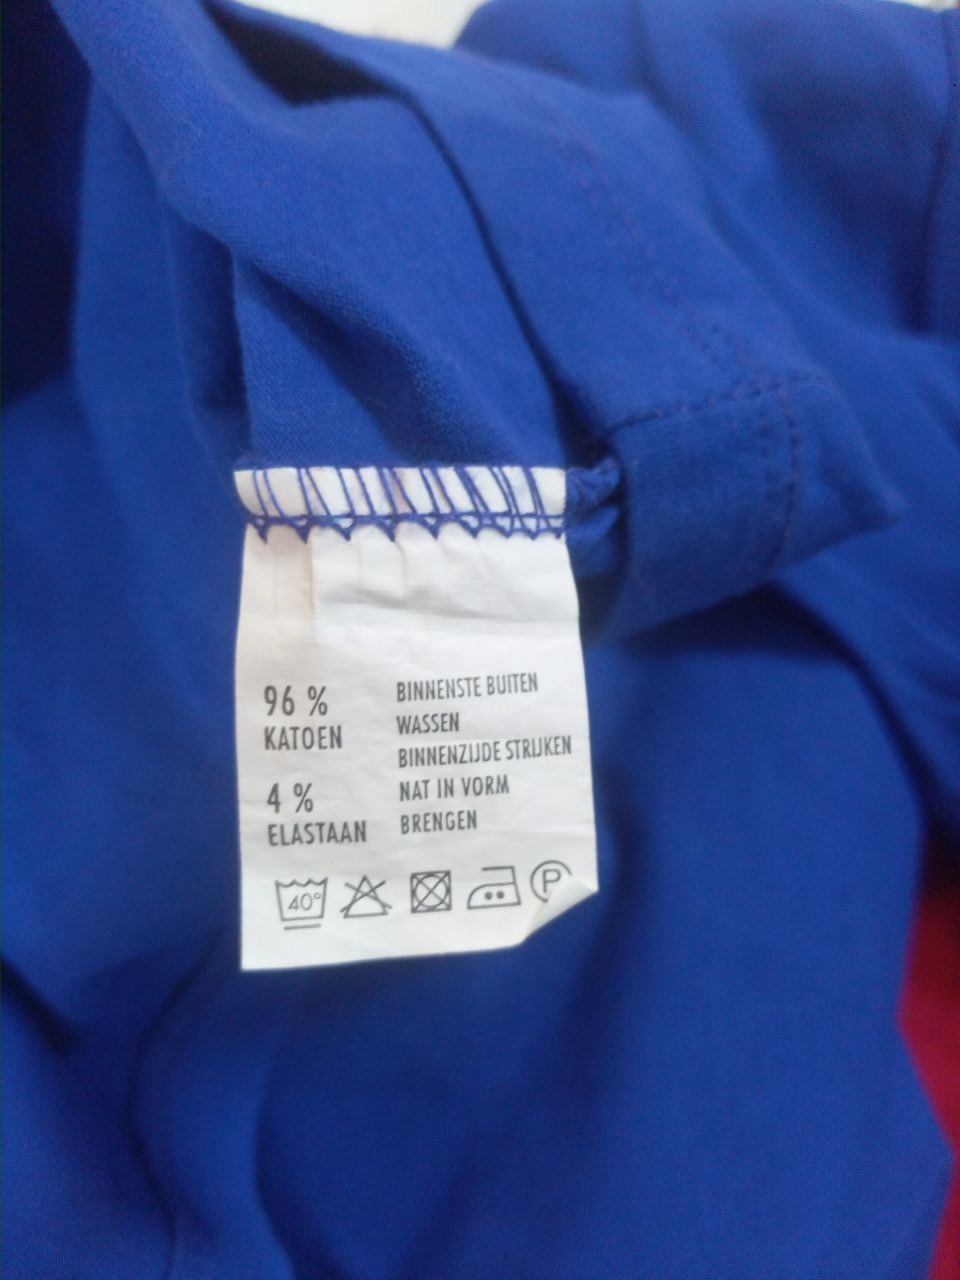 96 %
KATOEN
4 %
ELASTAAN
BINNENSTE BUITEN
WASSEN
BINNENZIJDE STRIJKEN
NAT IN VORM
BRENGEN
40°
P